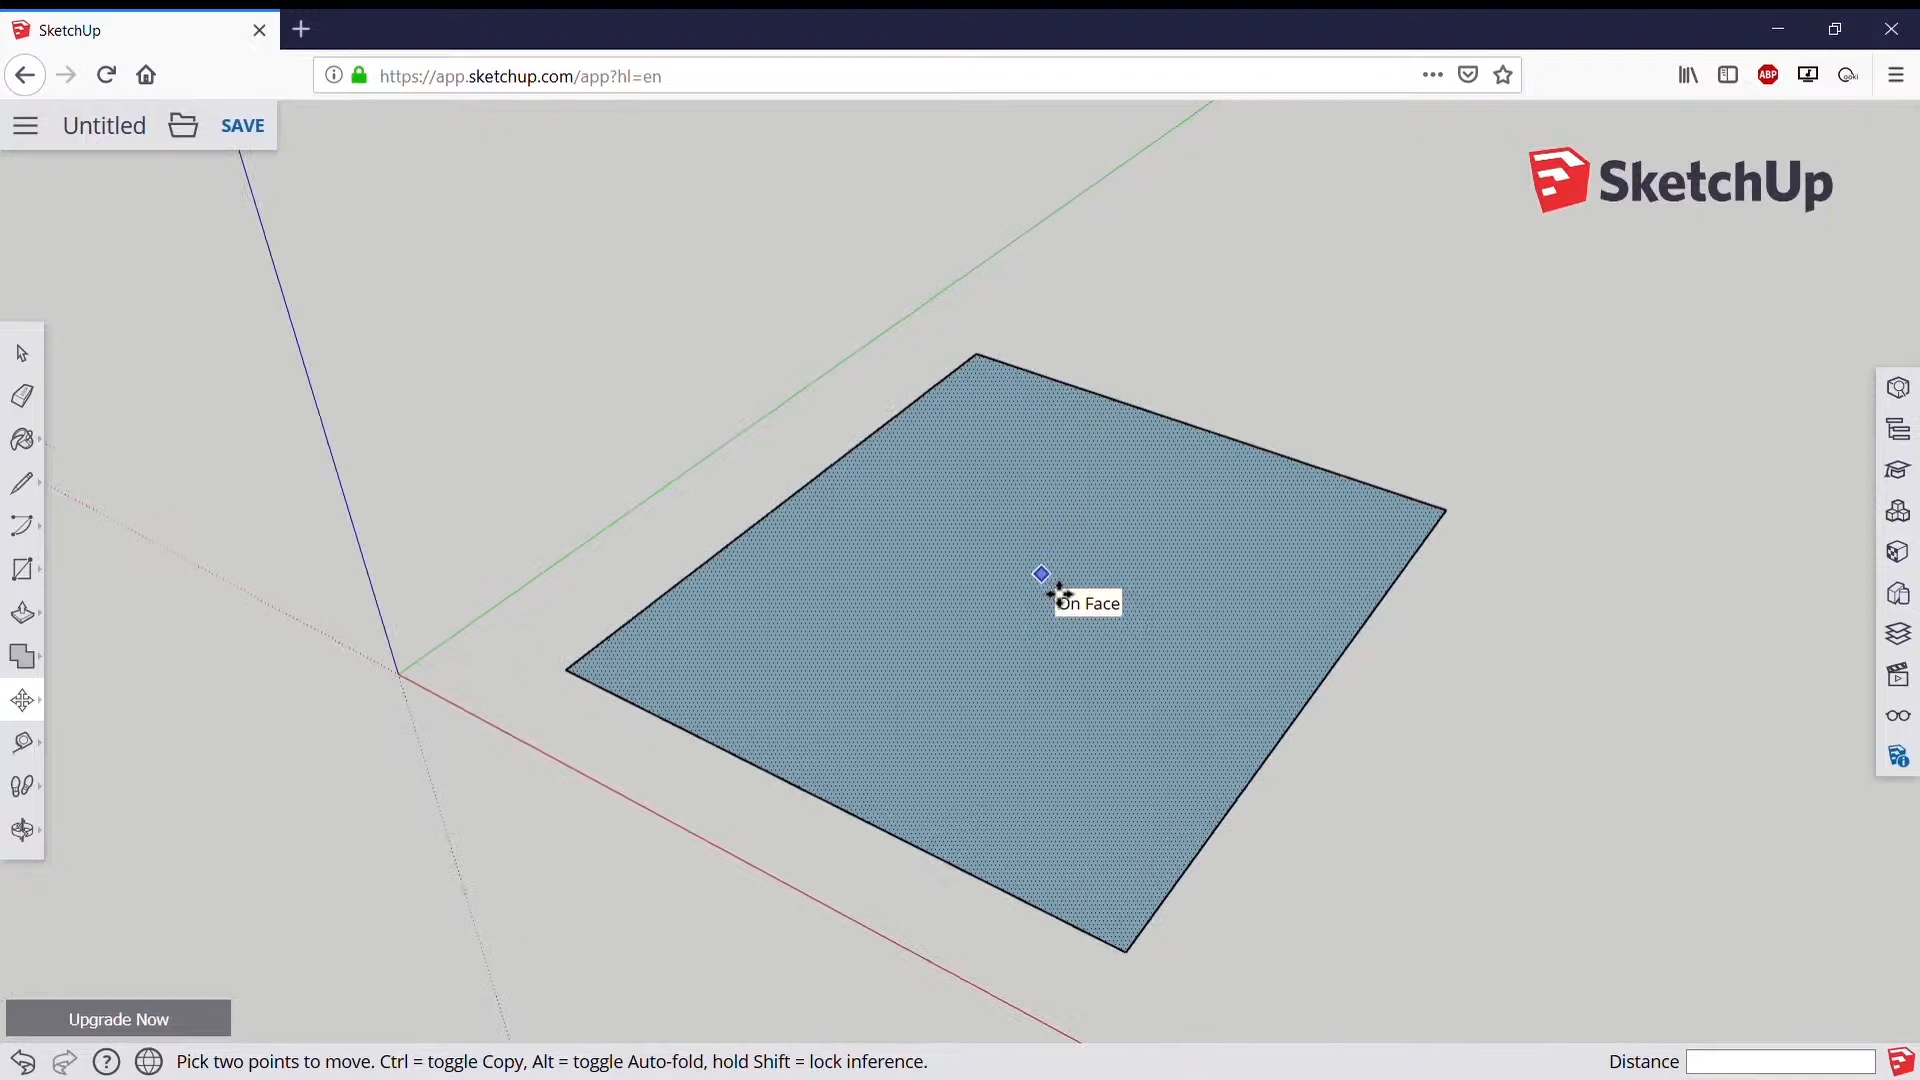 SketchUp
https://app.sketchup.com/app?hl=en
ABP
Untitled
SAVE
SketchUp
On Face
Upgrade Now
Pick two points to move. Ctrl = toggle Copy, Alt = toggle Auto-fold, hold Shift = lock inference.
Distance